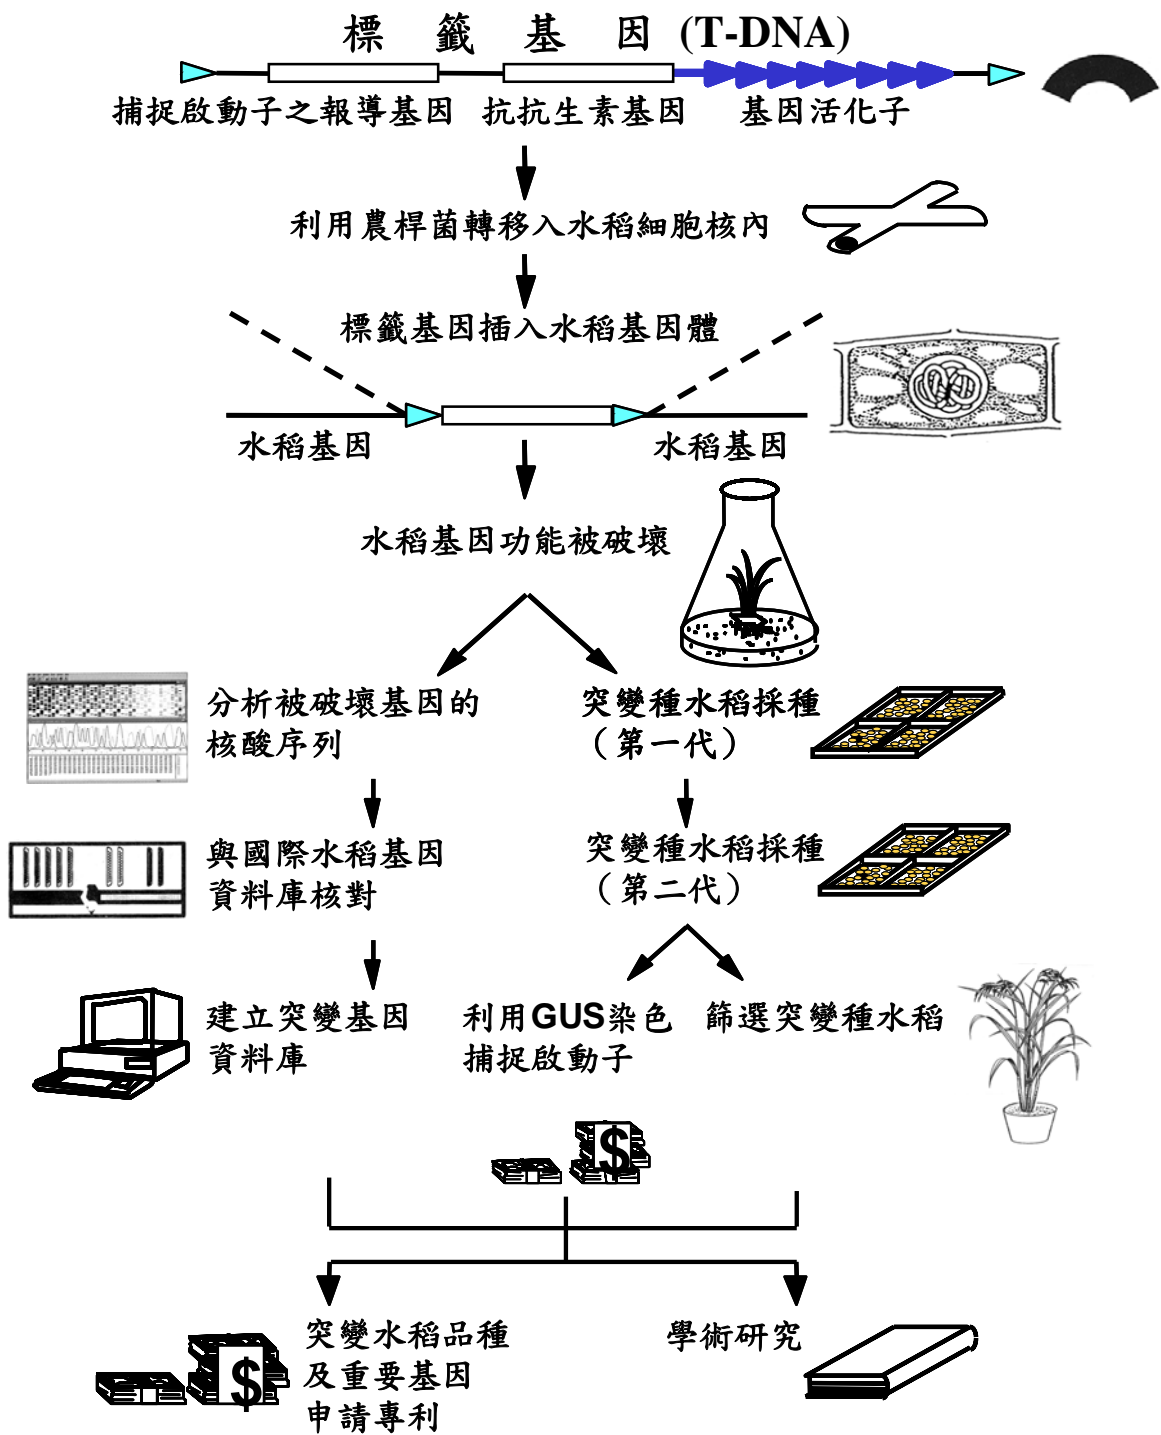 標籤基因 (T-DNA)
捕捉啟動子之報導基因 抗抗生素基因 基因活化子
利用農桿菌轉移入水稻細胞核內
標籤基因插入水稻基因體
水稻基因 水稻基因
水稻基因功能被破壞
分析被破壞基因的
核酸序列
突變種水稻採種
（第一代）
與國際水稻基因
資料庫核對
突變種水稻採種
（第二代）
建立突變基因
資料庫
利用GUS染色
捕捉啟動子
篩選突變種水稻
$
突變水稻品種
及重要基因
申請專利
$
學術研究